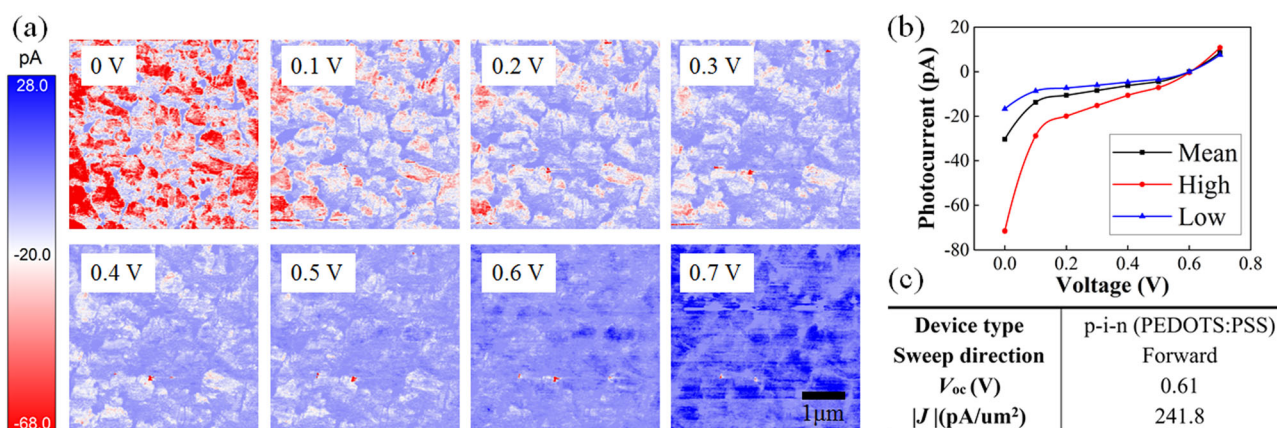 (a)
pA
28.0
-20.0
-68.0
0 V
0.1 V
0.2 V
0.3 V
0.4 V
0.5 V
0.6 V
0.7 V
1μm
(b)
Photocurrent (pA)
20
0
-20
-40
-60
-80
Mean
High
Low
0.0 0.2 0.4 0.6 0.8
Voltage (V)
(c)
Device type p-i-n (PEDOTS:PSS)
Sweep direction Forward
Voc (V) 0.61
|J |(pA/um²) 241.8